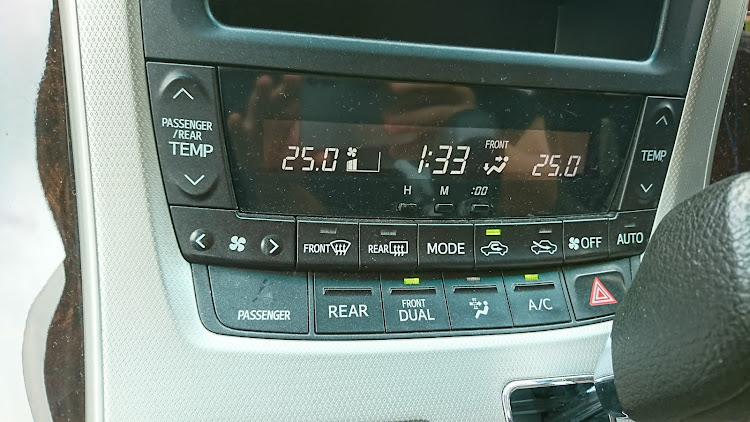 PASSENGER
/REAR
TEMP
25.0
1:33
FRONT
25.0
H
M
:00
TEMP
FRONT
REAR
MODE
OFF
AUTO
PASSENGER
REAR
FRONT
DUAL
A/C